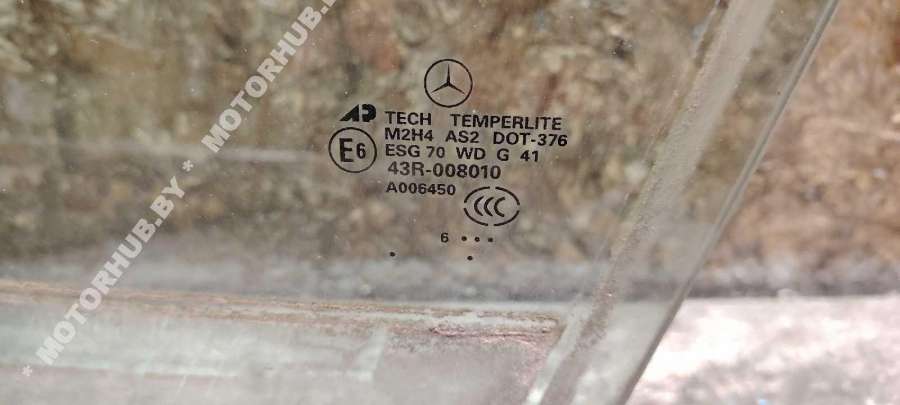 AP TECH TEMPERLITE
M2H4 AS2 DOT-376
E6 ESG 70 WD G 41
43R-008010
A006450
CCC
6 •••
* MOTORHUB.BY * MOTORHUB.BY